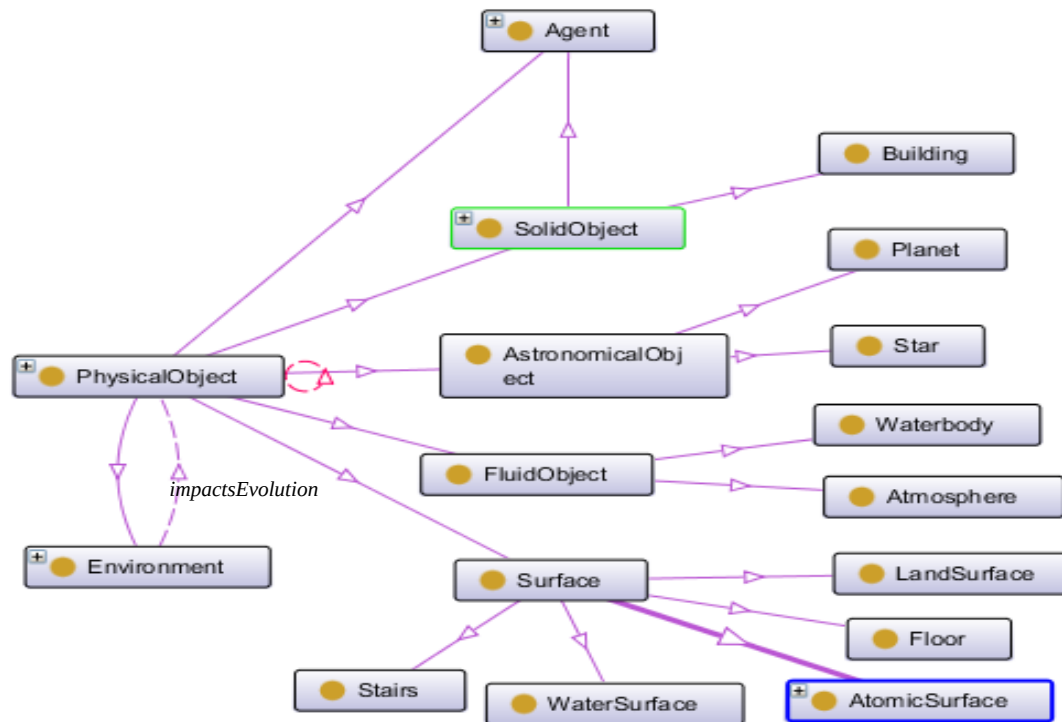 Agent
Building
SolidObject
Planet
AstronomicalObj
ect
Star
PhysicalObject
Waterbody
FluidObject
impactsEvolution
Atmosphere
Environment
Surface
LandSurface
Floor
Stairs
WaterSurface
AtomicSurface